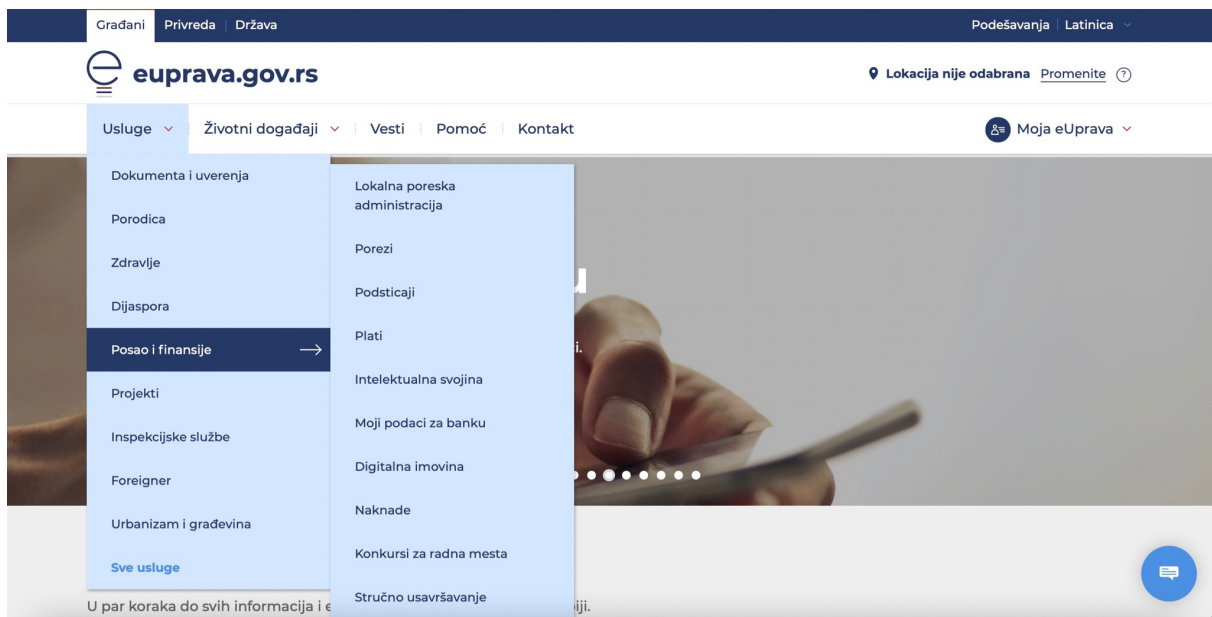 Građani Privreda Država
Podešavanja Latinica
euprava.gov.rs
Lokacija nije odabrana Promenite ?
Usluge Životni događaji Vesti Pomoć Kontakt
Moja eUprava
Dokumenta i uverenja
Porodica
Zdravlje
Dijaspora
Posao i finansije
Projekti
Inspekcijske službe
Foreigner
Urbanizam i građevina
Sve usluge
Lokalna poreska
administracija
Porezi
Podsticaji
Plati
Intelektualna svojina
Moji podaci za banku
Digitalna imovina
Naknade
Konkursi za radna mesta
Stručno usavršavanje
U par koraka do svih informacija i